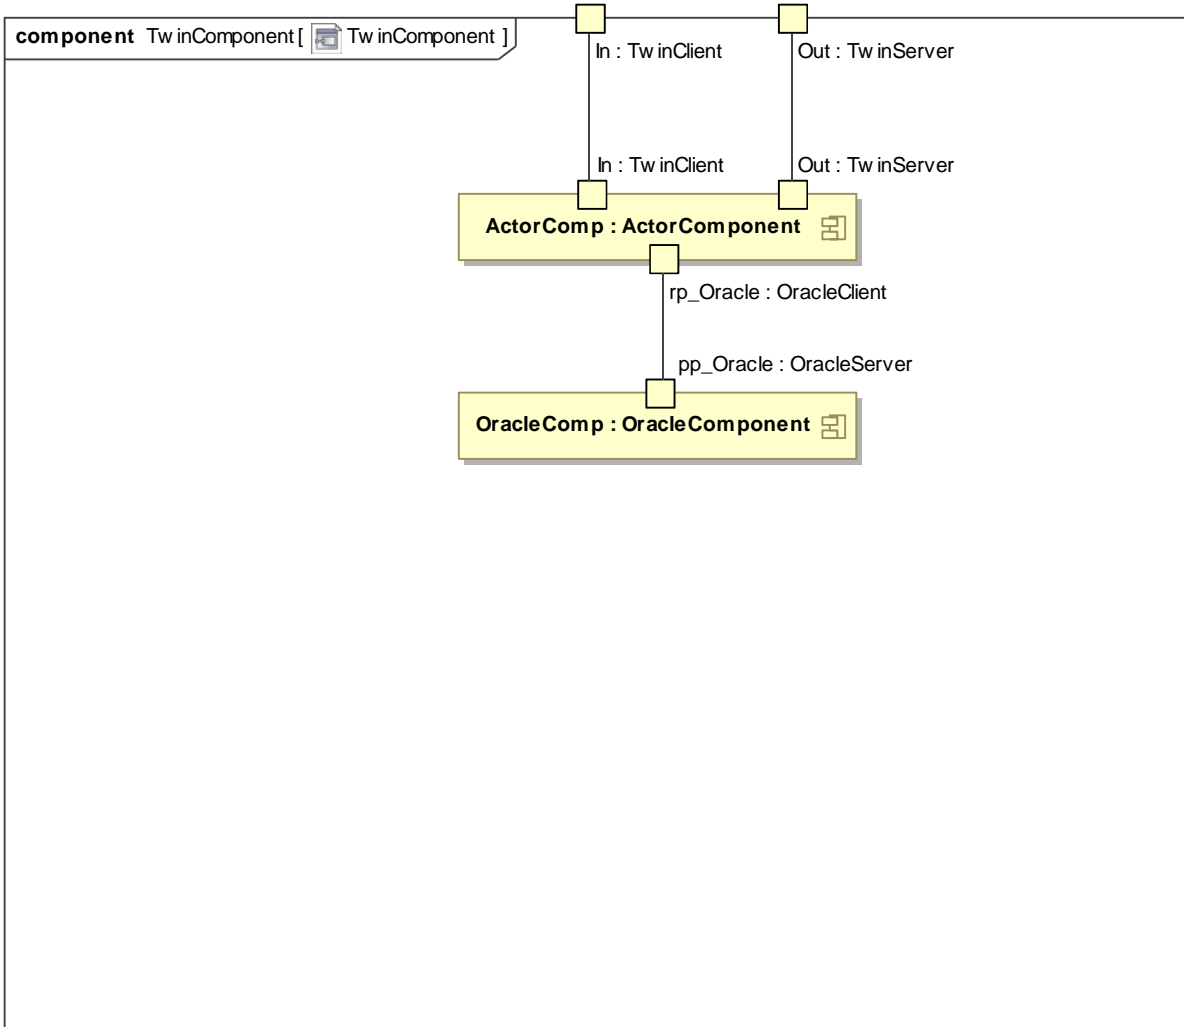 component TwinComponent [ TwinComponent ]
In : TwinClient
Out : TwinServer
In : TwinClient
Out : TwinServer
ActorComp : ActorComponent
rp_Oracle : OracleClient
pp_Oracle : OracleServer
OracleComp : OracleComponent